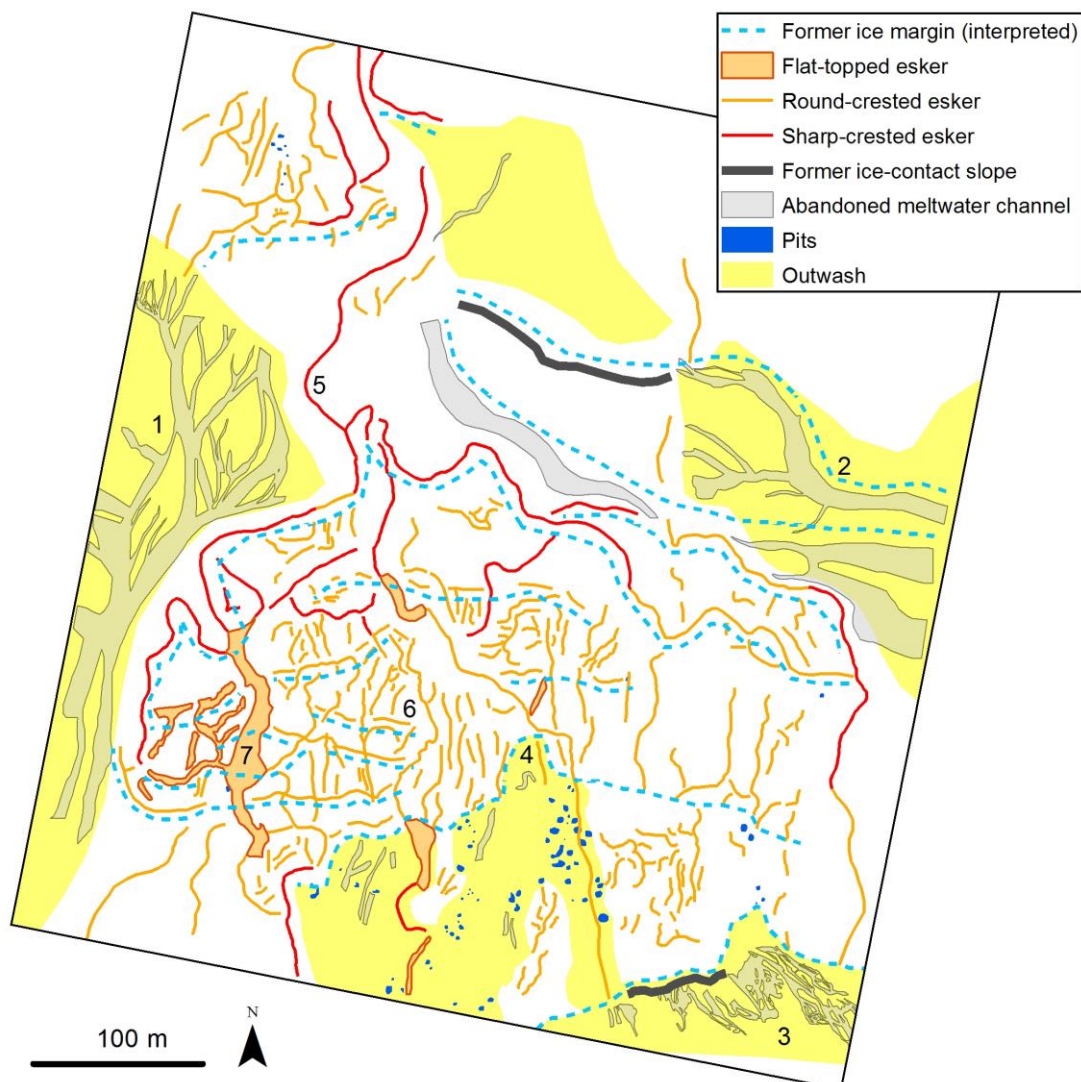 Former ice margin (interpreted)
Flat-topped esker
Round-crested esker
Sharp-crested esker
Former ice-contact slope
Abandoned meltwater channel
Pits
Outwash
5
1
2
6
7
4
3
100 m
N